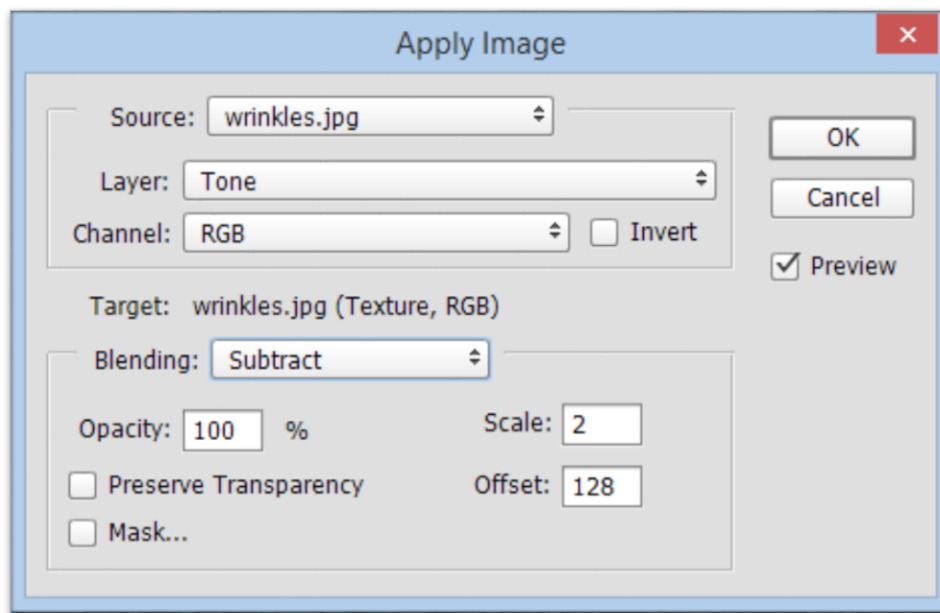 Apply Image
Source: wrinkles.jpg
OK
Layer: Tone
Cancel
Channel: RGB Invert
Preview
Target: wrinkles.jpg (Texture, RGB)
Blending: Subtract
Opacity: 100 % Scale: 2
Preserve Transparency Offset: 128
Mask...